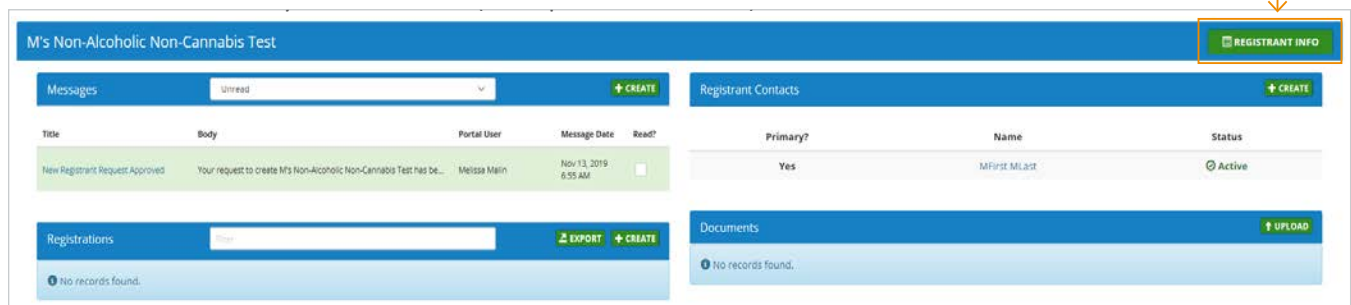 M's Non-Alcoholic Non-Cannabis Test
REGISTRANT INFO
Messages
Unread
+ CREATE
Title Body Portal User Message Date Read?
New Registrant Request Approved Your request to create M's Non-Alcoholic Non-Cannabis Test has be... Melissa Malin Nov 13, 2019
6:55 AM
Registrations
Filter
EXPORT
+ CREATE
No records found.
Registrant Contacts
+ CREATE
Primary? Name Status
Yes MFirst MLast Active
Documents
UPLOAD
No records found.